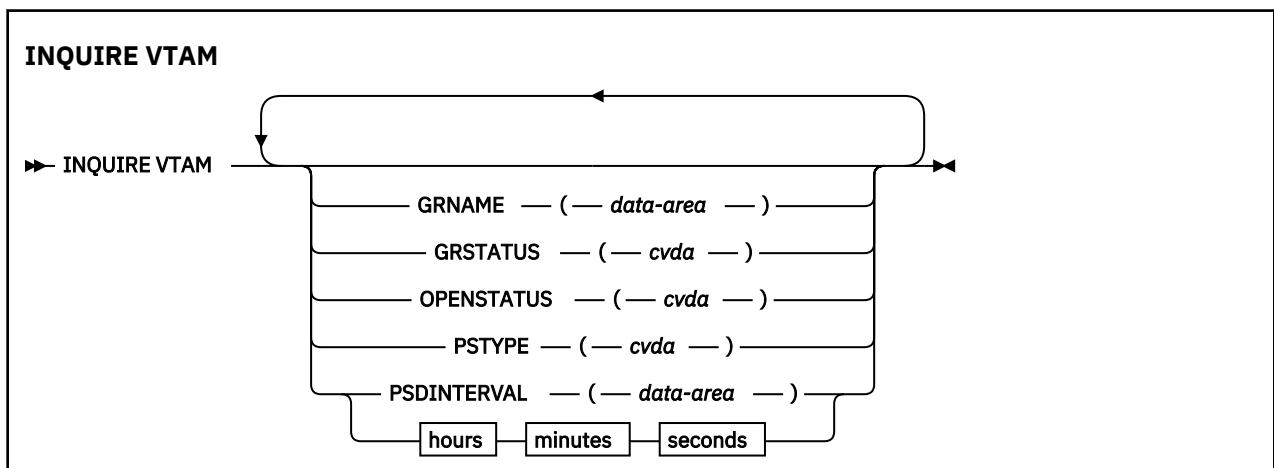 INQUIRE VTAM
INQUIRE VTAM
GRNAME ( data-area )
GRSTATUS ( cvda )
OPENSTATUS ( cvda )
PSTYPE ( cvda )
PSDINTERVAL ( data-area )
hours minutes seconds